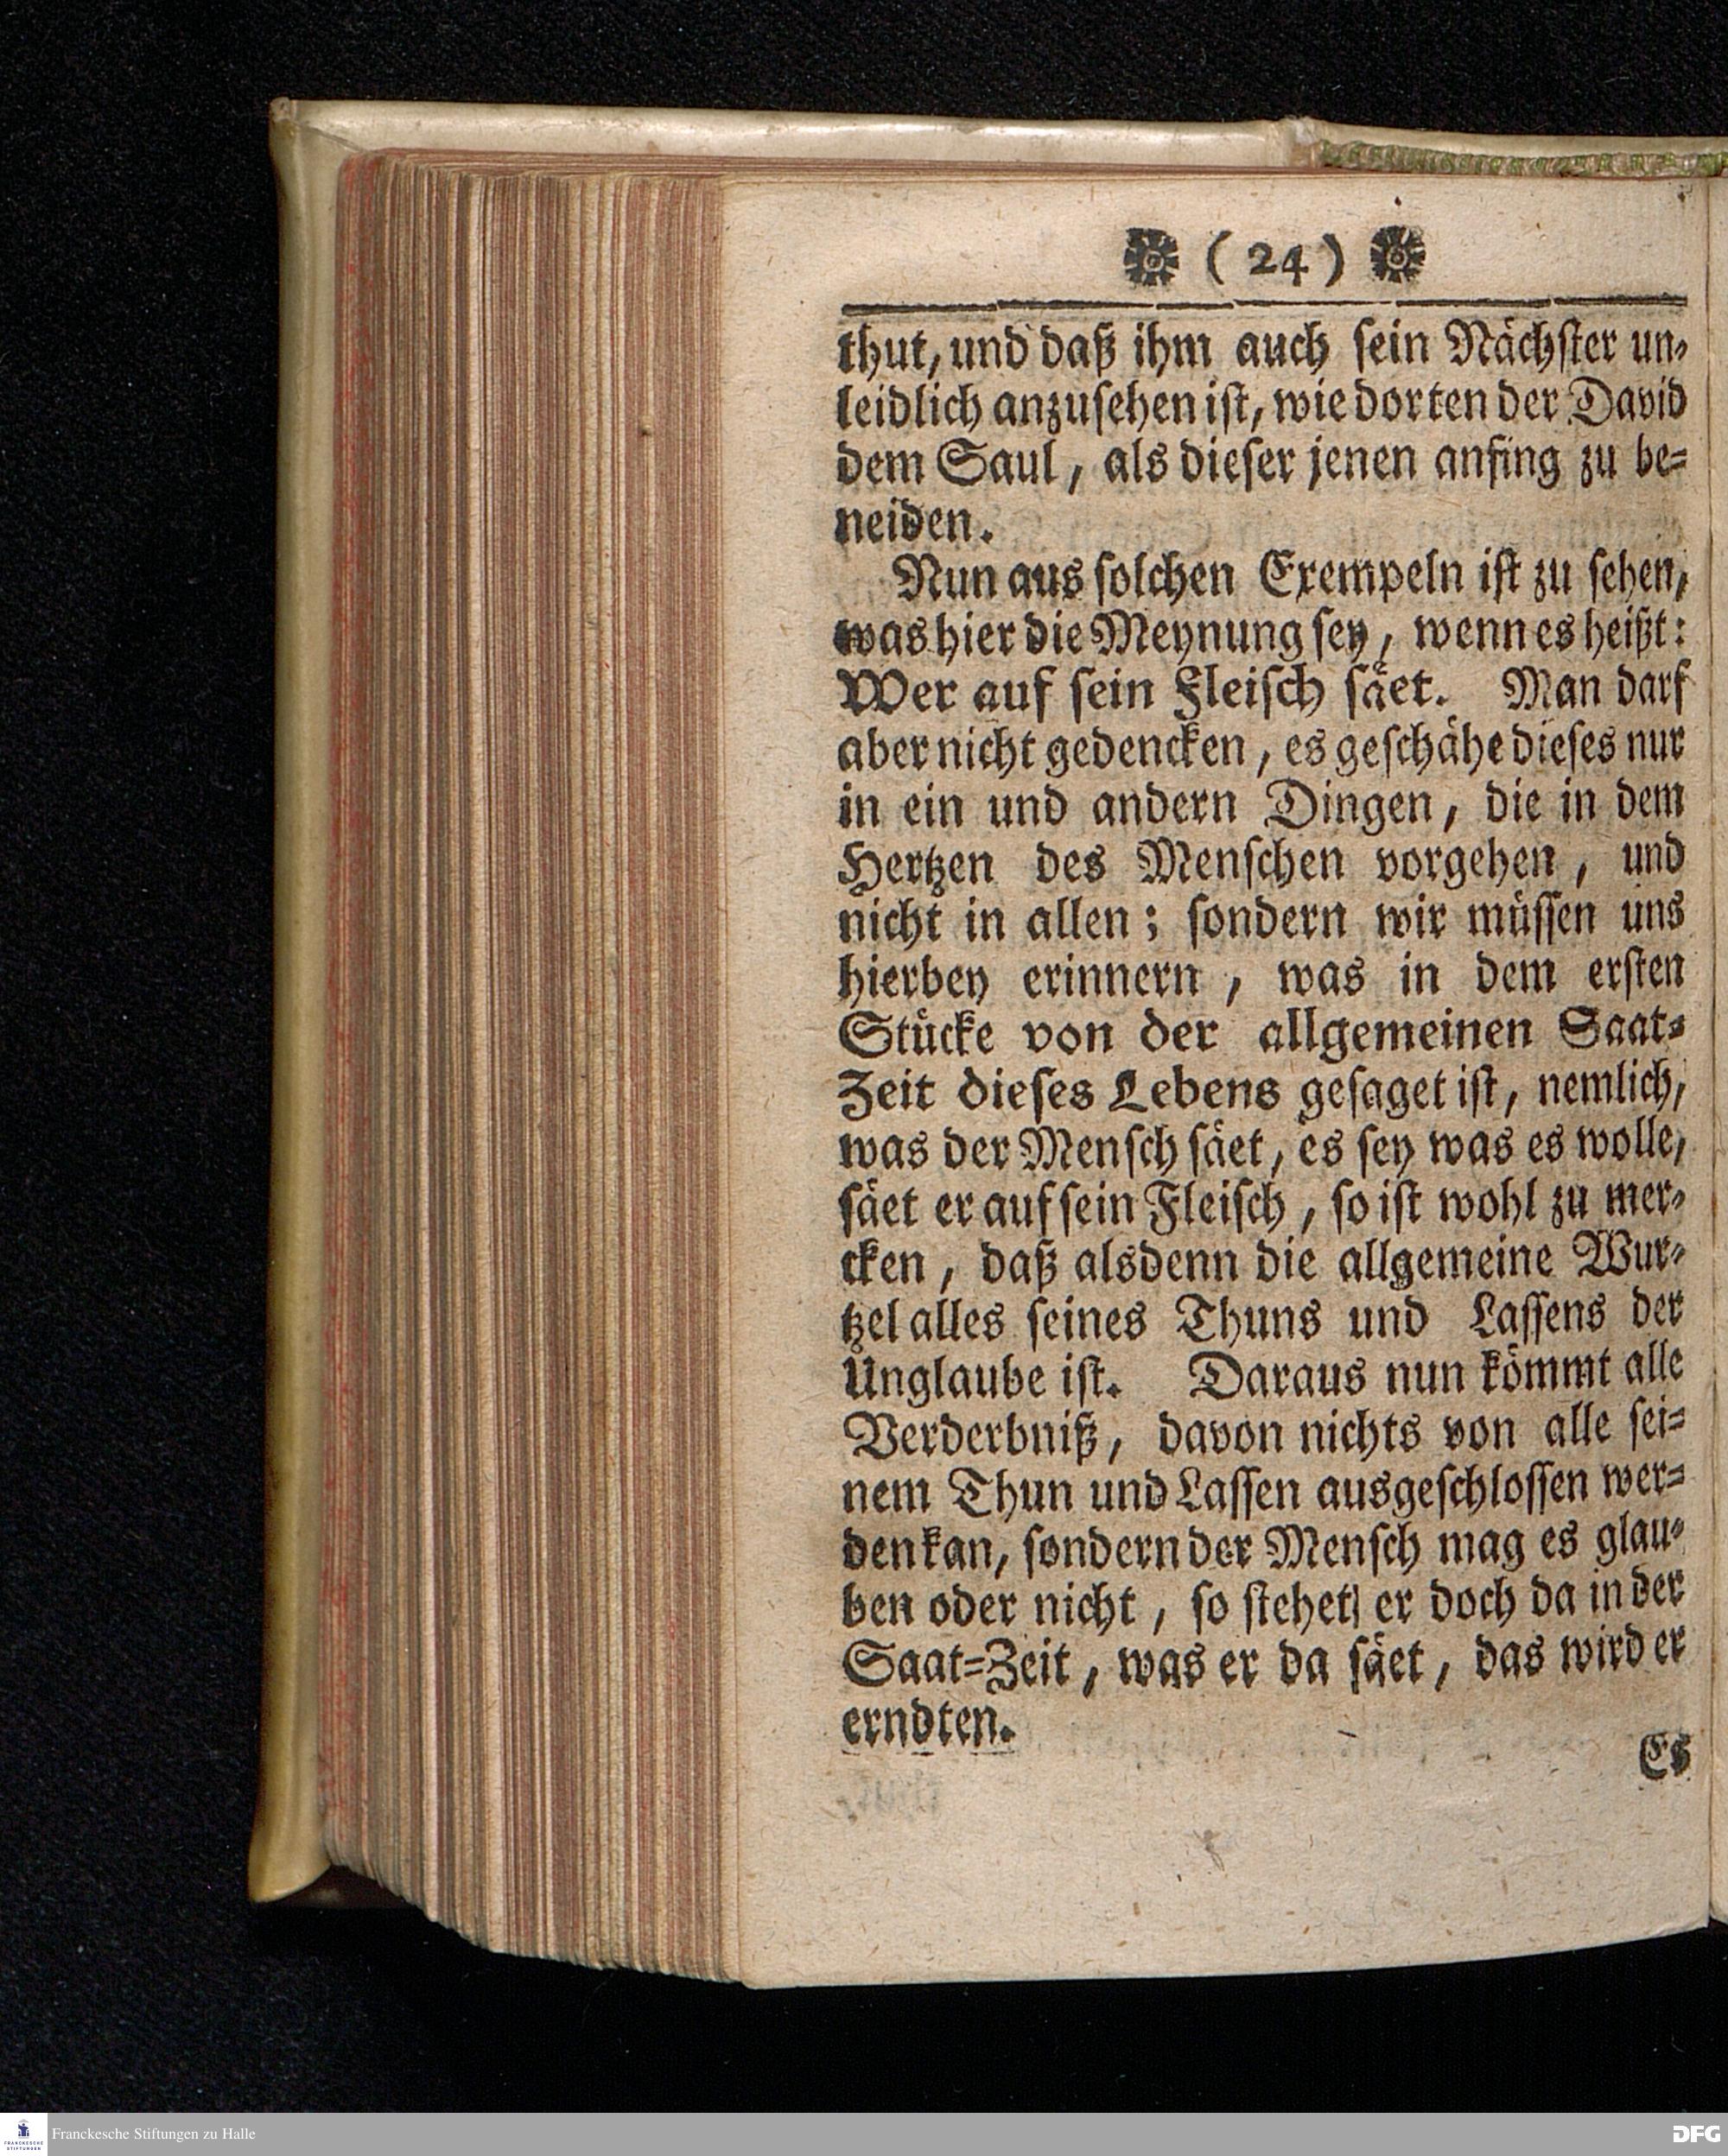 ( 24 )
thut, und daß ihm auch sein Nächster un-
leidlich anzusehen ist, wie dorten der David
dem Saul, als dieser jenen anfing zu be-
neiden.
Nun aus solchen Exempeln ist zu sehen,
was hier die Meynung sey, wenn es heißt:
Wer auf sein Fleisch säet. Man darf
aber nicht gedencken, es geschähe dieses nur
in ein und andern Dingen, die in dem
Hertzen des Menschen vorgehen, und
nicht in allen; sondern wir müssen uns
hierbey erinnern, was in dem ersten
Stücke von der allgemeinen Saat-
Zeit dieses Lebens gesaget ist, nemlich,
was der Mensch säet, es sey was es wolle,
säet er auf sein Fleisch, so ist wohl zu mer-
cken, daß alsdenn die allgemeine Wur-
tzel alles seines Thuns und Lassens der
Unglaube ist. Daraus nun kömmt alle
Verderbniß, davon nichts von alle sei-
nem Thun und Lassen ausgeschlossen wer-
den kan, sondern der Mensch mag es glau-
ben oder nicht, so stehet er doch da in der
Saat-Zeit, was er da säet, das wird er
erndten.
Es
FRANCKESCHE
STIFTUNGEN
Franckesche Stiftungen zu Halle
DFG